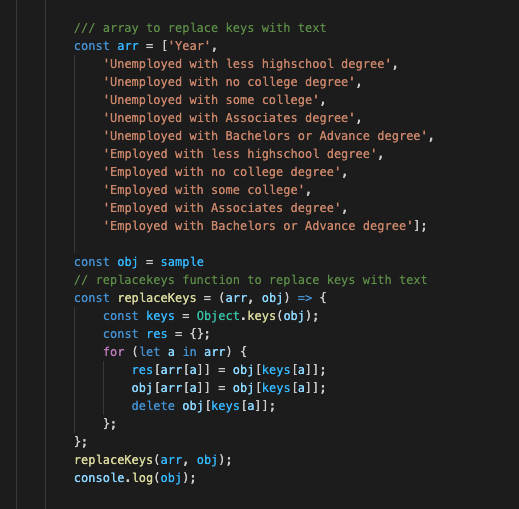 /// array to replace keys with text
const arr = ['Year',
'Unemployed with less highschool degree',
'Unemployed with no college degree',
'Unemployed with some college',
'Unemployed with Associates degree',
'Unemployed with Bachelors or Advance degree',
'Employed with less highschool degree',
'Employed with no college degree',
'Employed with some college',
'Employed with Associates degree',
'Employed with Bachelors or Advance degree'];
const obj = sample
// replacekeys function to replace keys with text
const replaceKeys = (arr, obj) => {
const keys = Object.keys(obj);
const res = {};
for (let a in arr) {
res[arr[a]] = obj[keys[a]];
obj[arr[a]] = obj[keys[a]];
delete obj[keys[a]];
};
};
replaceKeys(arr, obj);
console.log(obj);